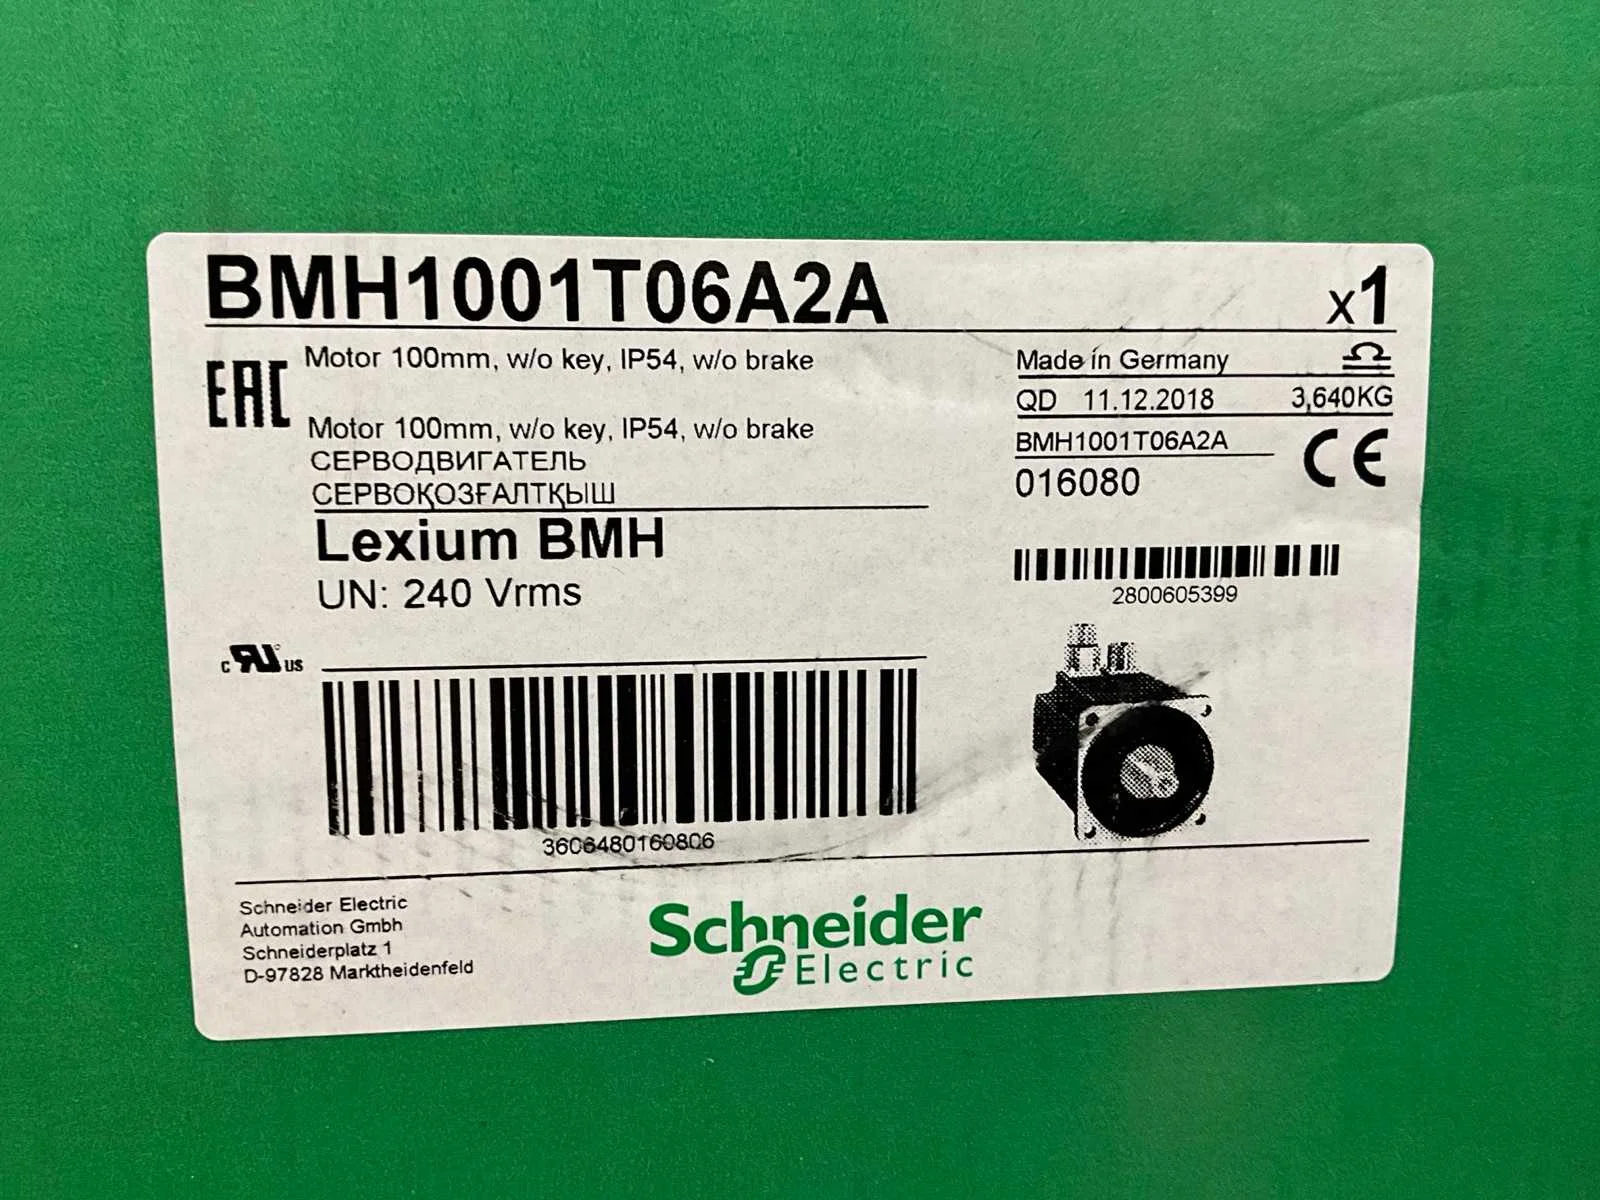 BMH1001T06A2A
x1
EAC
Motor 100mm, w/o key, IP54, w/o brake
Motor 100mm, w/o key, IP54, w/o brake
СЕРВОДВИГАТЕЛЬ
СЕРВОҚОЗҒАЛТҚЫШ
Lexium BMH
UN: 240 Vrms
Made in Germany
QD 11.12.2018 3,640KG
BMH1001T06A2A
016080
CE
2800605399
c RU US
3606480160806
Schneider Electric
Automation Gmbh
Schneiderplatz 1
D-97828 Marktheidenfeld
Schneider
Electric